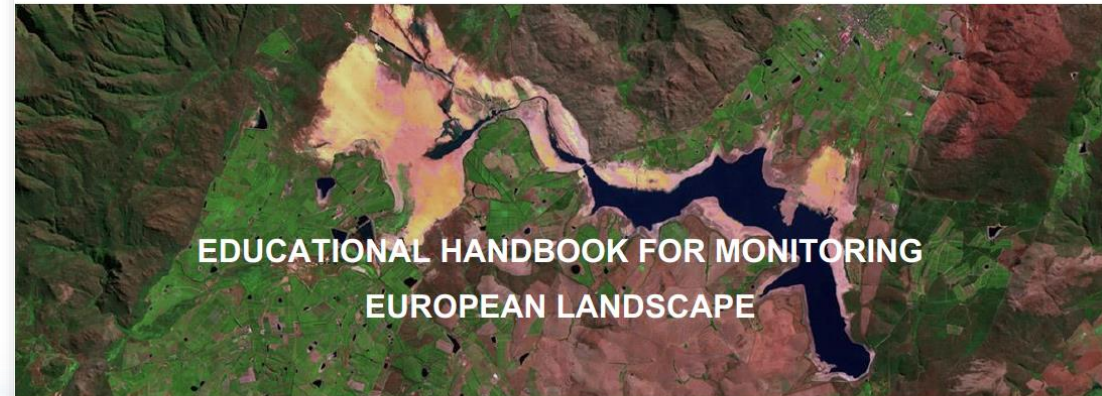 EDUCATIONAL HANDBOOK FOR MONITORING
EUROPEAN LANDSCAPE